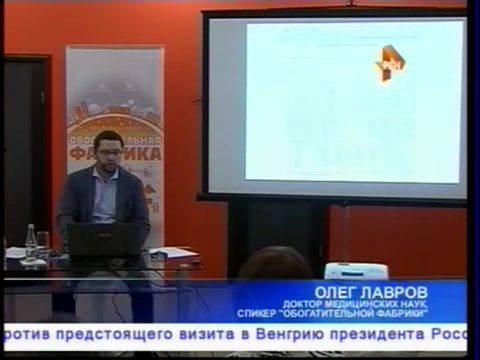 РЕН
ОБОГАТИТЕЛЬНАЯ
ФАБРИКА
ОЛЕГ ЛАВРОВ
ДОКТОР МЕДИЦИНСКИХ НАУК,
СПИКЕР "ОБОГАТИТЕЛЬНОЙ ФАБРИКИ"
ротив предстоящего визита в Венгрию президента Росс